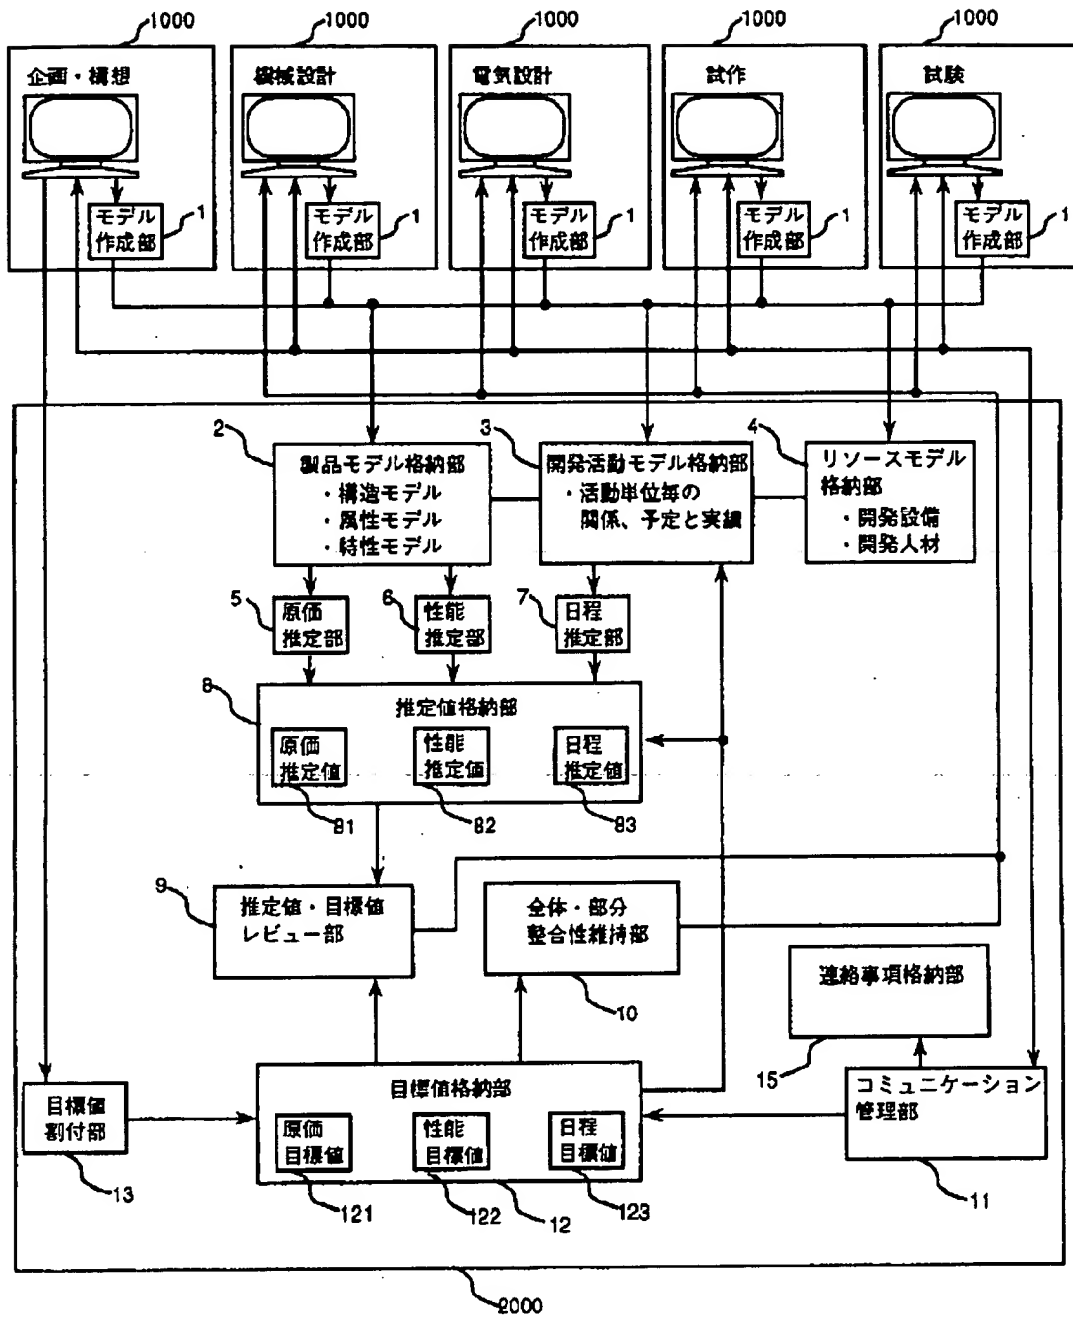 1000 1000 1000 1000 1000
企画・構想 機械設計 電気設計 試作 試験
モデル 1 モデル 1 モデル 1 モデル 1 モデル 1
作成部 作成部 作成部 作成部 作成部
2 3 4
製品モデル格納部
・構造モデル
・属性モデル
・特性モデル
開発活動モデル格納部
・活動単位毎の
関係、予定と実績
リソースモデル
格納部
・開発設備
・開発人材
5 6 7
原価 性能 日程
推定部 推定部 推定部
8
推定値格納部
原価 性能 日程
推定値 推定値 推定値
81 82 83
9
推定値・目標値
レビュー部
全体・部分
整合性維持部
10
連絡事項格納部
15
コミュニケーション
管理部
11
目標値
割付部
13
目標値格納部
原価 性能 日程
目標値 目標値 目標値
121 122 12 123
2000